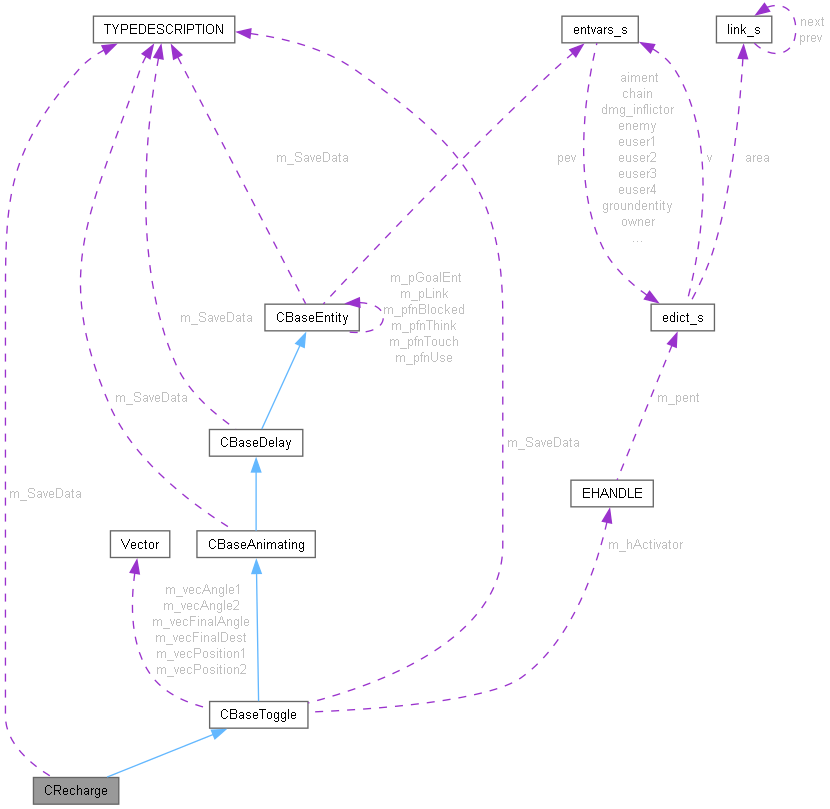 TYPEDESCRIPTION
entvars_s
link_s
next
prev
aiment
chain
dmg_inflictor
enemy
euser1
euser2
euser3
euser4
groundentity
owner
...
m_SaveData
pev
v
area
m_pGoalEnt
m_pLink
m_pfnBlocked
m_pfnThink
m_pfnTouch
m_pfnUse
CBaseEntity
edict_s
m_SaveData
m_SaveData
m_pent
CBaseDelay
m_SaveData
m_SaveData
EHANDLE
Vector
CBaseAnimating
m_hActivator
m_vecAngle1
m_vecAngle2
m_vecFinalAngle
m_vecFinalDest
m_vecPosition1
m_vecPosition2
CBaseToggle
CRecharge